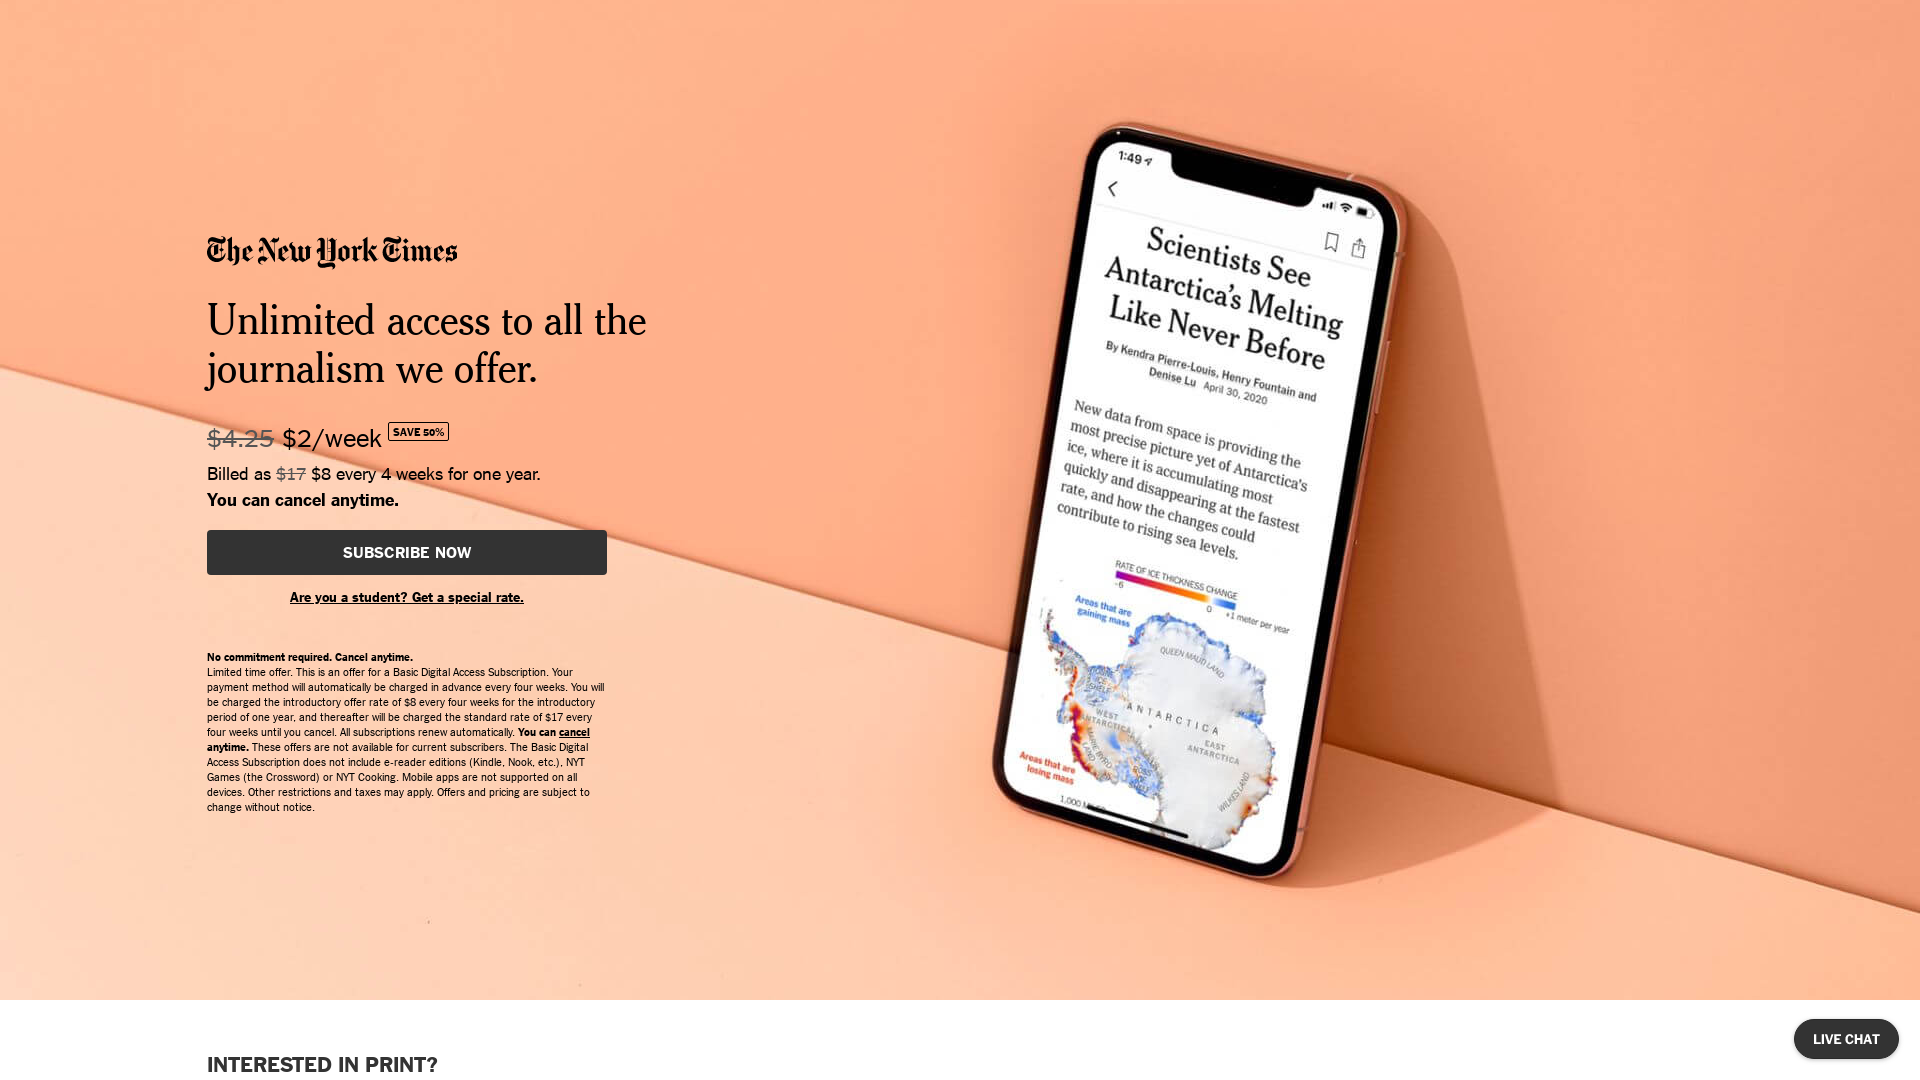 The New York Times
Unlimited access to all the
journalism we offer.
$4.25 $2/week SAVE 50%
Billed as $17 $8 every 4 weeks for one year.
You can cancel anytime.
SUBSCRIBE NOW
Are you a student? Get a special rate.
No commitment required. Cancel anytime.
Limited time offer. This is an offer for a Basic Digital Access Subscription. Your
payment method will automatically be charged in advance every four weeks. You will
be charged the introductory offer rate of $8 every four weeks for the introductory
period of one year, and thereafter will be charged the standard rate of $17 every
four weeks until you cancel. All subscriptions renew automatically. You can cancel
anytime. These offers are not available for current subscribers. The Basic Digital
Access Subscription does not include e-reader editions (Kindle, Nook, etc.), NYT
Games (the Crossword) or NYT Cooking. Mobile apps are not supported on all
devices. Other restrictions and taxes may apply. Offers and pricing are subject to
change without notice.
1:49
Scientists See
Antarctica's Melting
Like Never Before
By Kendra Pierre-Louis, Henry Fountain and
Denise Lu April 30, 2020
New data from space is providing the
most precise picture yet of Antarctica's
ice, where it is accumulating most
quickly and disappearing at the fastest
rate, and how the changes could
contribute to rising sea levels.
RATE OF ICE THICKNESS CHANGE
-6 0 +1 meter per year
Areas that are
gaining mass
QUEEN MAUD LAND
ANTARCTICA
WEST
ANTARCTICA
EAST
ANTARCTICA
MARIE BYRD
LAND
WILKES LAND
Areas that are
losing mass
1,000
INTERESTED IN PRINT?
LIVE CHAT